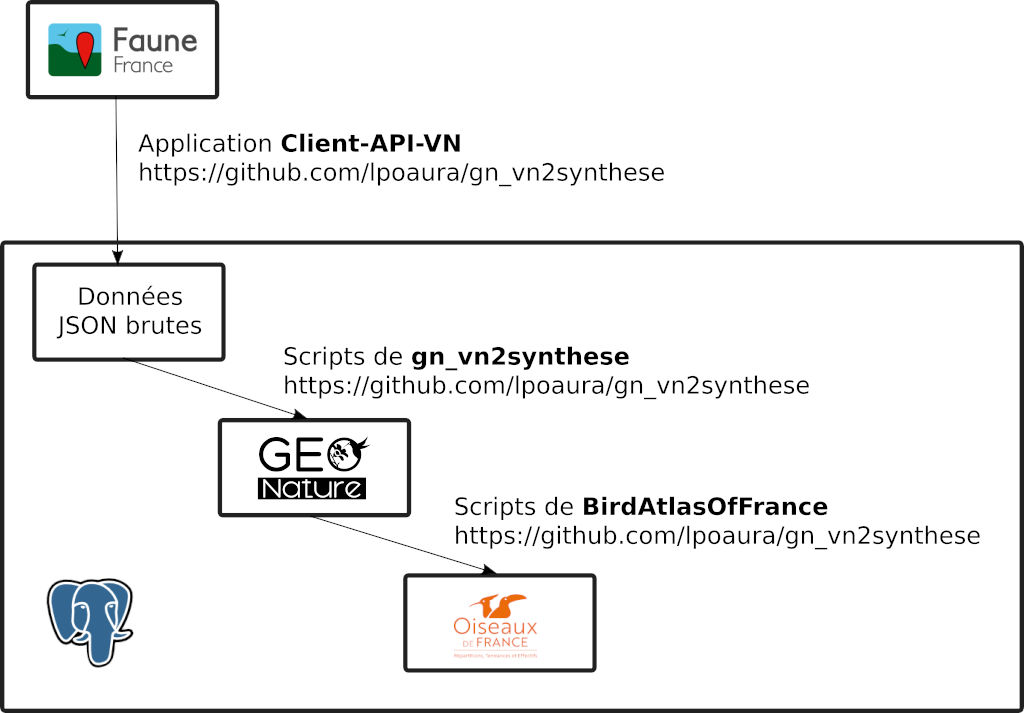 Faune
France
Application Client-API-VN
https://github.com/lpoaura/gn_vn2synthese
Données
JSON brutes
Scripts de gn_vn2synthese
https://github.com/lpoaura/gn_vn2synthese
GEO
Nature
Scripts de BirdAtlasOfFrance
https://github.com/lpoaura/gn_vn2synthese
Oiseaux
DE FRANCE
Répartitions, Tendances et Effectifs